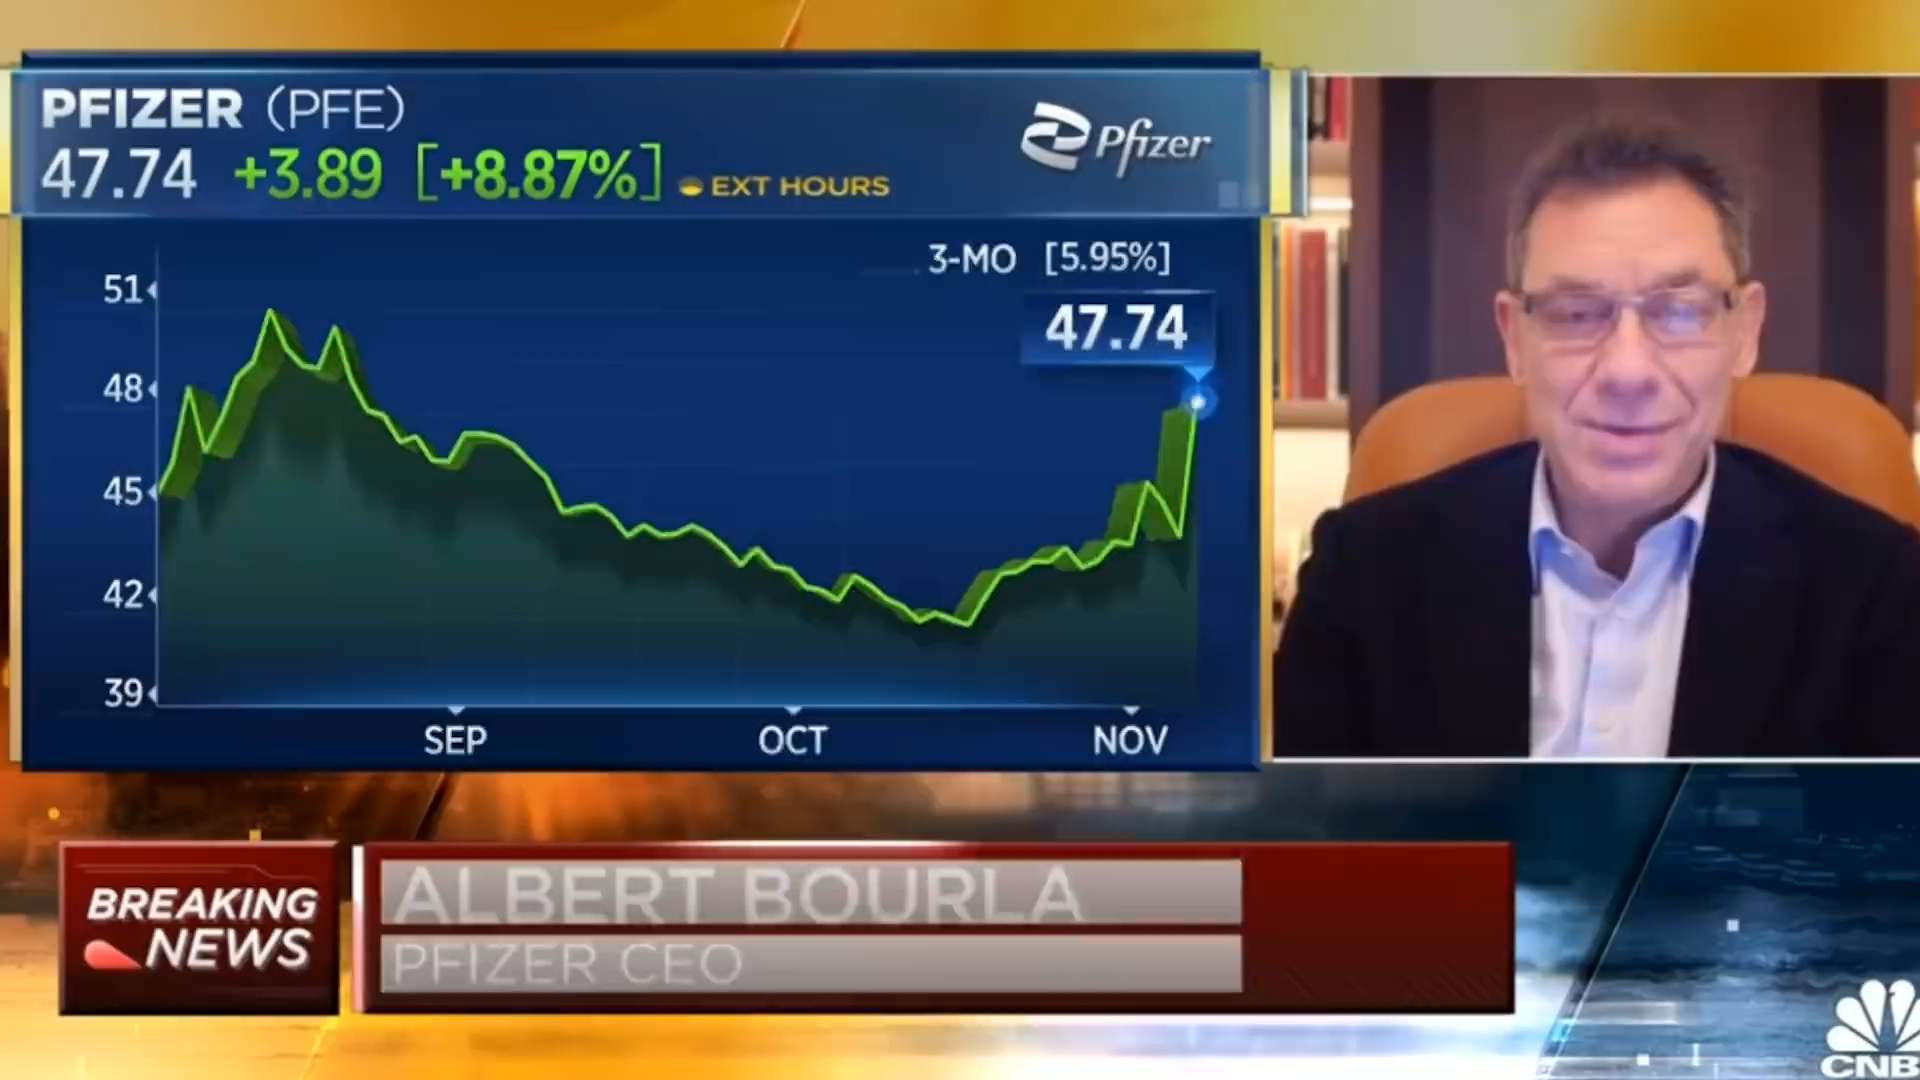 PFIZER (PFE)
47.74 +3.89 [+8.87%] EXT HOURS
Pfizer
3-MO [5.95%]
47.74
51
48
45
42
39
SEP OCT NOV
BREAKING
NEWS
ALBERT BOURLA
PFIZER CEO
CNB